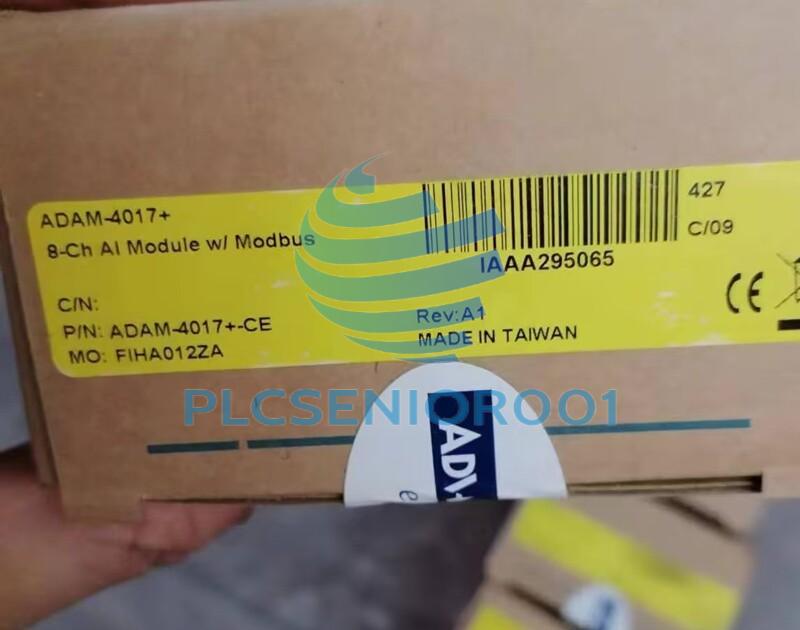 ADAM-4017+
8-Ch AI Module w/ Modbus
C/N:
P/N: ADAM-4017+-CE
MO: FIHA012ZA
IAAA295065
427
C/09
Rev:A1
MADE IN TAIWAN
CE
PLCSENIOR001